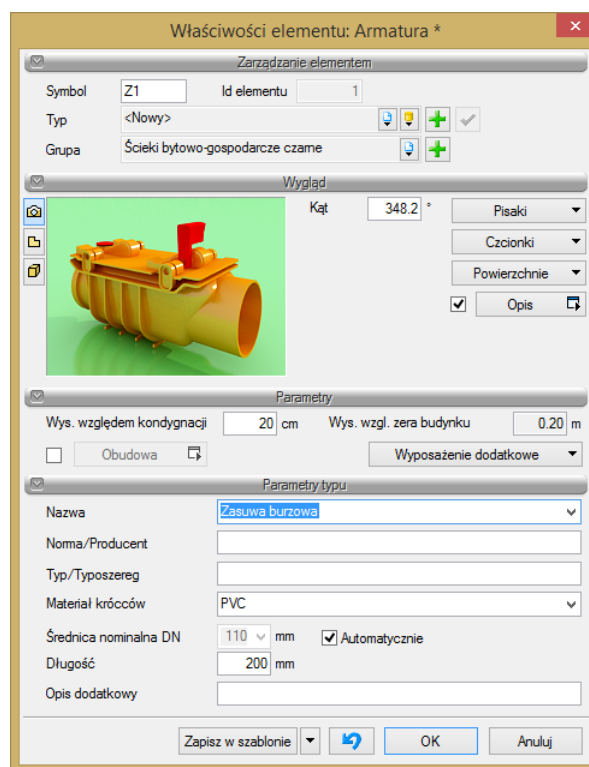 Właściwości elementu: Armatura *
Zarządzanie elementem
Symbol Z1 Id elementu 1
Typ <Nowy>
Grupa Ścieki bytowo-gospodarcze czarne
Wygląd
Kąt 348.2 ° Pisaki
Czcionki
Powierzchnie
Opis
Parametry
Wys. względem kondygnacji 20 cm Wys. wzgl. zera budynku 0.20 m
Obudowa Wyposażenie dodatkowe
Parametry typu
Nazwa Zasuwa burzowa
Norma/Producent
Typ/Typoszereg
Materiał króćców PVC
Średnica nominalna DN 110 mm Automatycznie
Długość 200 mm
Opis dodatkowy
Zapisz w szablonie OK Anuluj